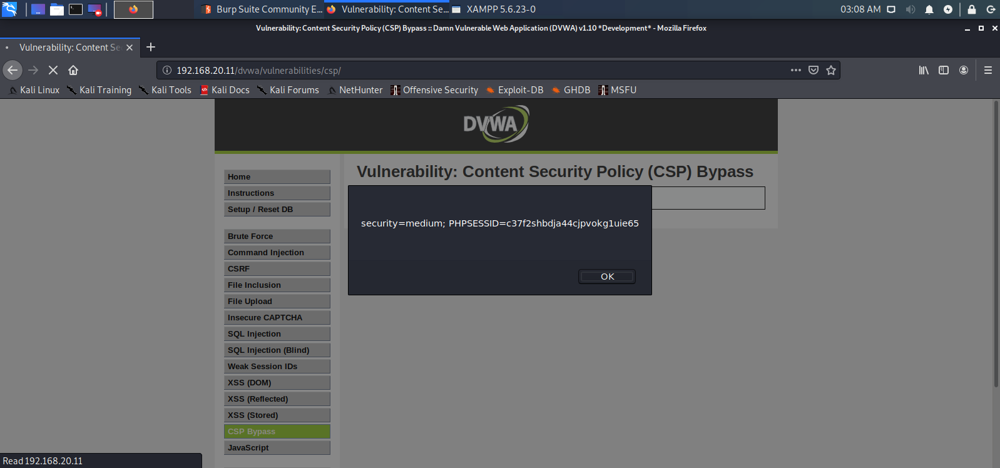 Burp Suite Community E... Vulnerability: Content Se... XAMPP 5.6.23-0 03:08 AM
Vulnerability: Content Security Policy (CSP) Bypass :: Damn Vulnerable Web Application (DVWA) v1.10 *Development* - Mozilla Firefox
Vulnerability: Content Se
192.168.20.11/dvwa/vulnerabilities/csp/
Kali Linux Kali Training Kali Tools Kali Docs Kali Forums NetHunter Offensive Security Exploit-DB GHDB MSFU
DVWA
Vulnerability: Content Security Policy (CSP) Bypass
Home
Instructions
Setup / Reset DB
Brute Force
Command Injection
CSRF
File Inclusion
File Upload
Insecure CAPTCHA
SQL Injection
SQL Injection (Blind)
Weak Session IDs
XSS (DOM)
XSS (Reflected)
XSS (Stored)
CSP Bypass
JavaScript
security=medium; PHPSESSID=c37f2shbdja44cjpvokg1uie65
OK
Read 192.168.20.11